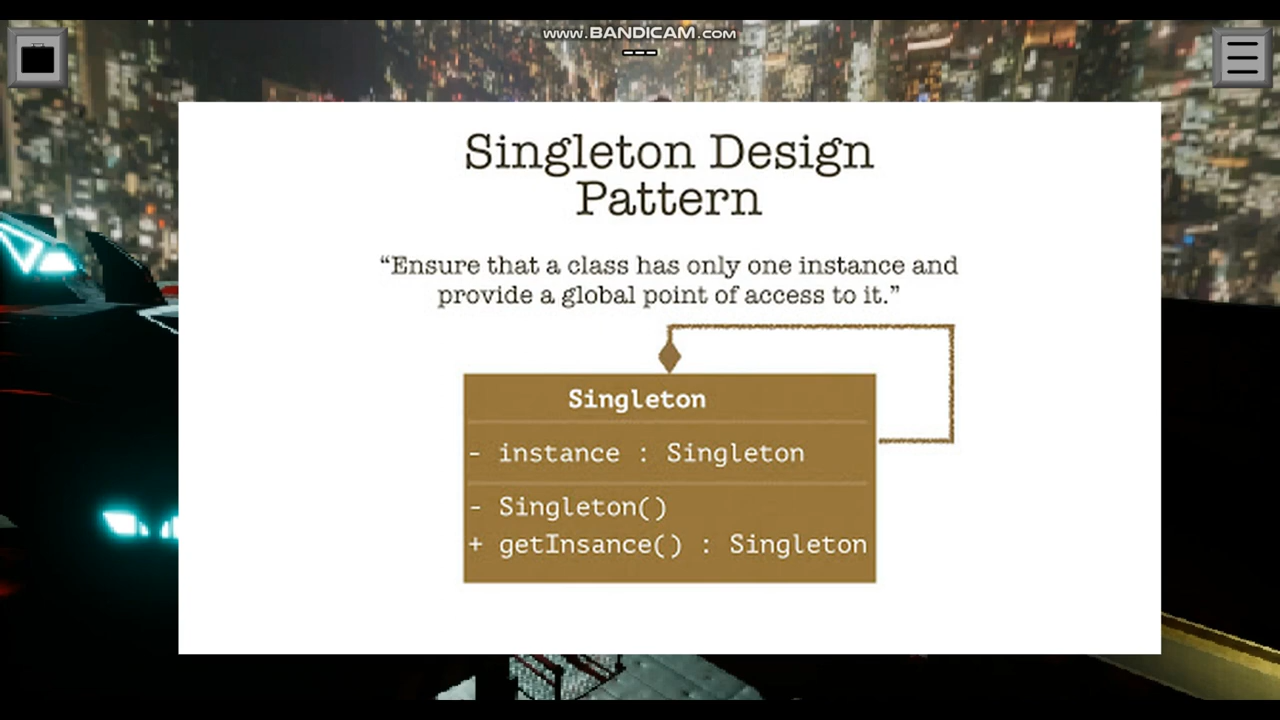 www.BANDICAM.com
Singleton Design
Pattern
“Ensure that a class has only one instance and
provide a global point of access to it.”
Singleton
- instance : Singleton
- Singleton()
+ getInsance() : Singleton